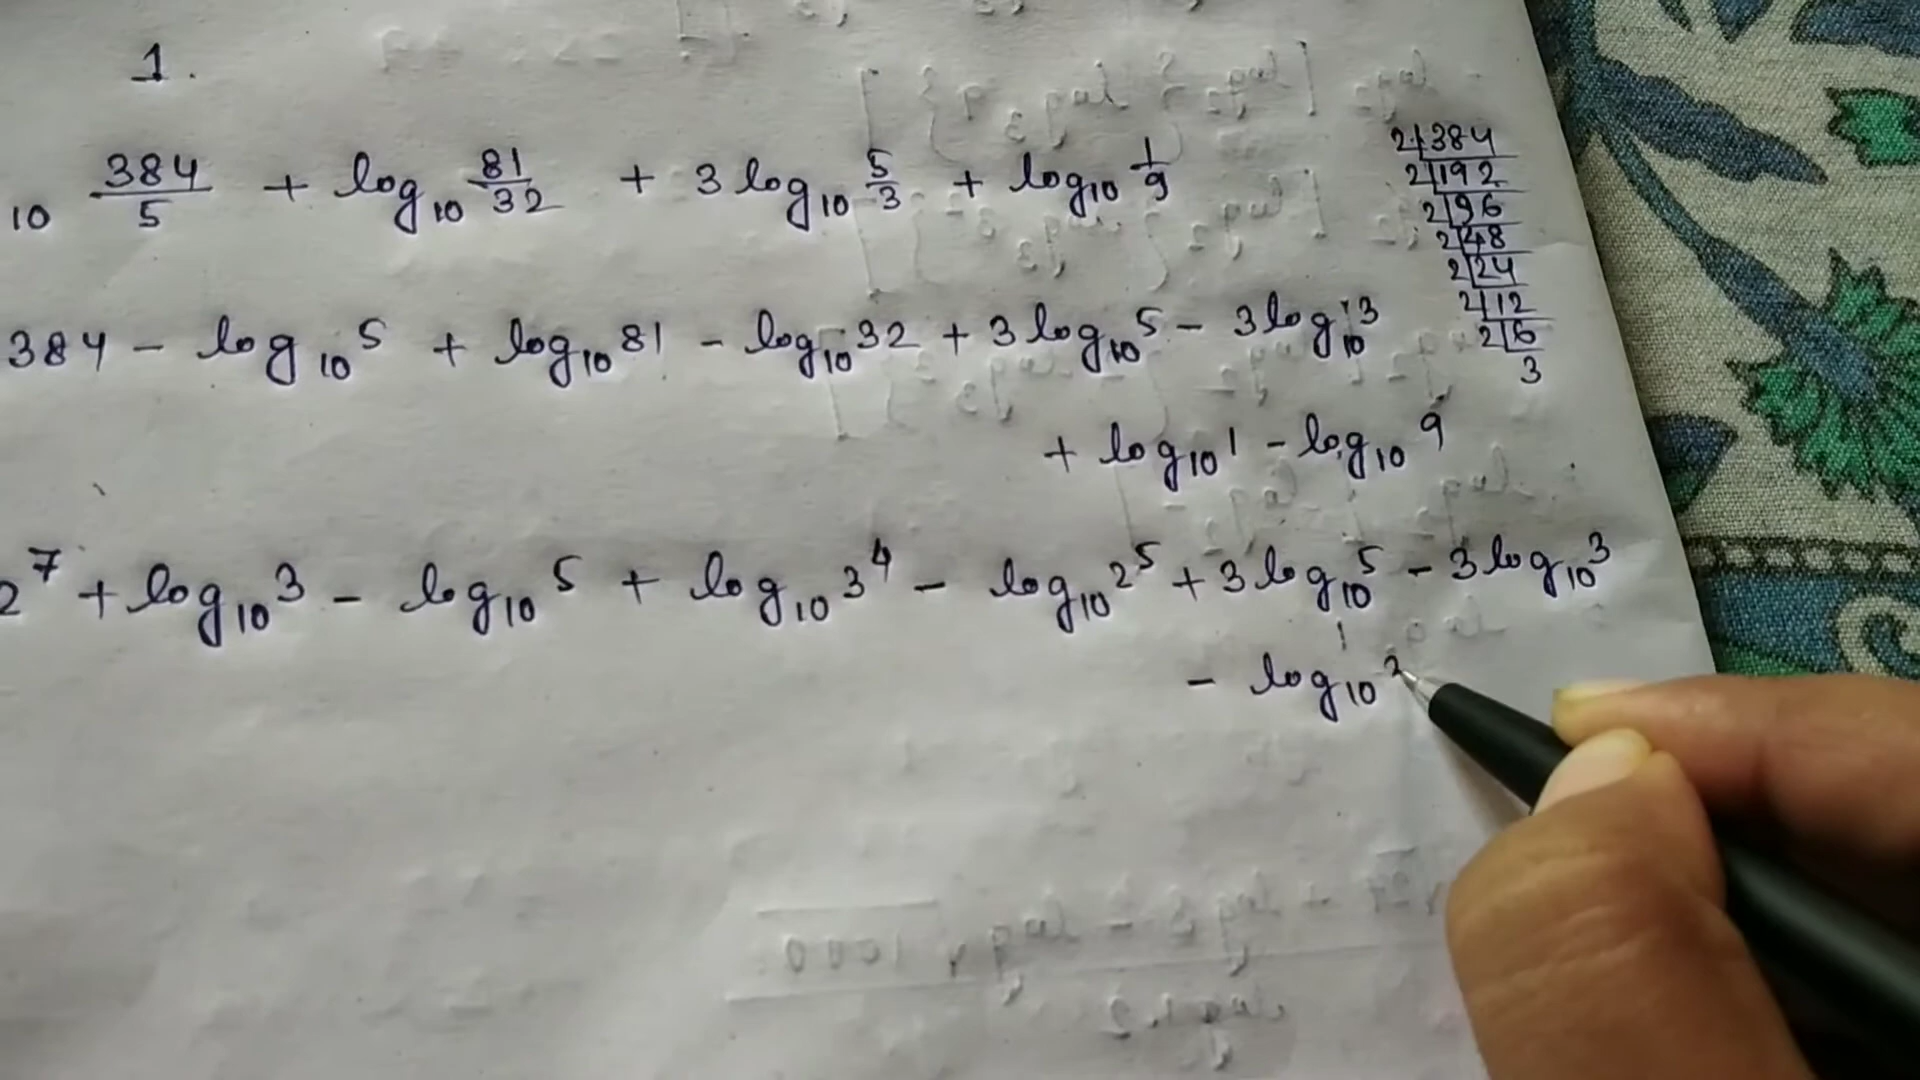 1.
10 384/5 + log10 81/32 + 3 log10 5/3 + log10 1/9
384 - log10 5 + log10 81 - log10 32 + 3 log10 5 - 3 log10 3
+ log10 1 - log10 9
2^7 + log10 3 - log10 5 + log10 3^4 - log10 2^5 + 3 log10 5 - 3 log10 3
- log10
2 384
2 192
2 96
2 48
2 24
2 12
2 6
3